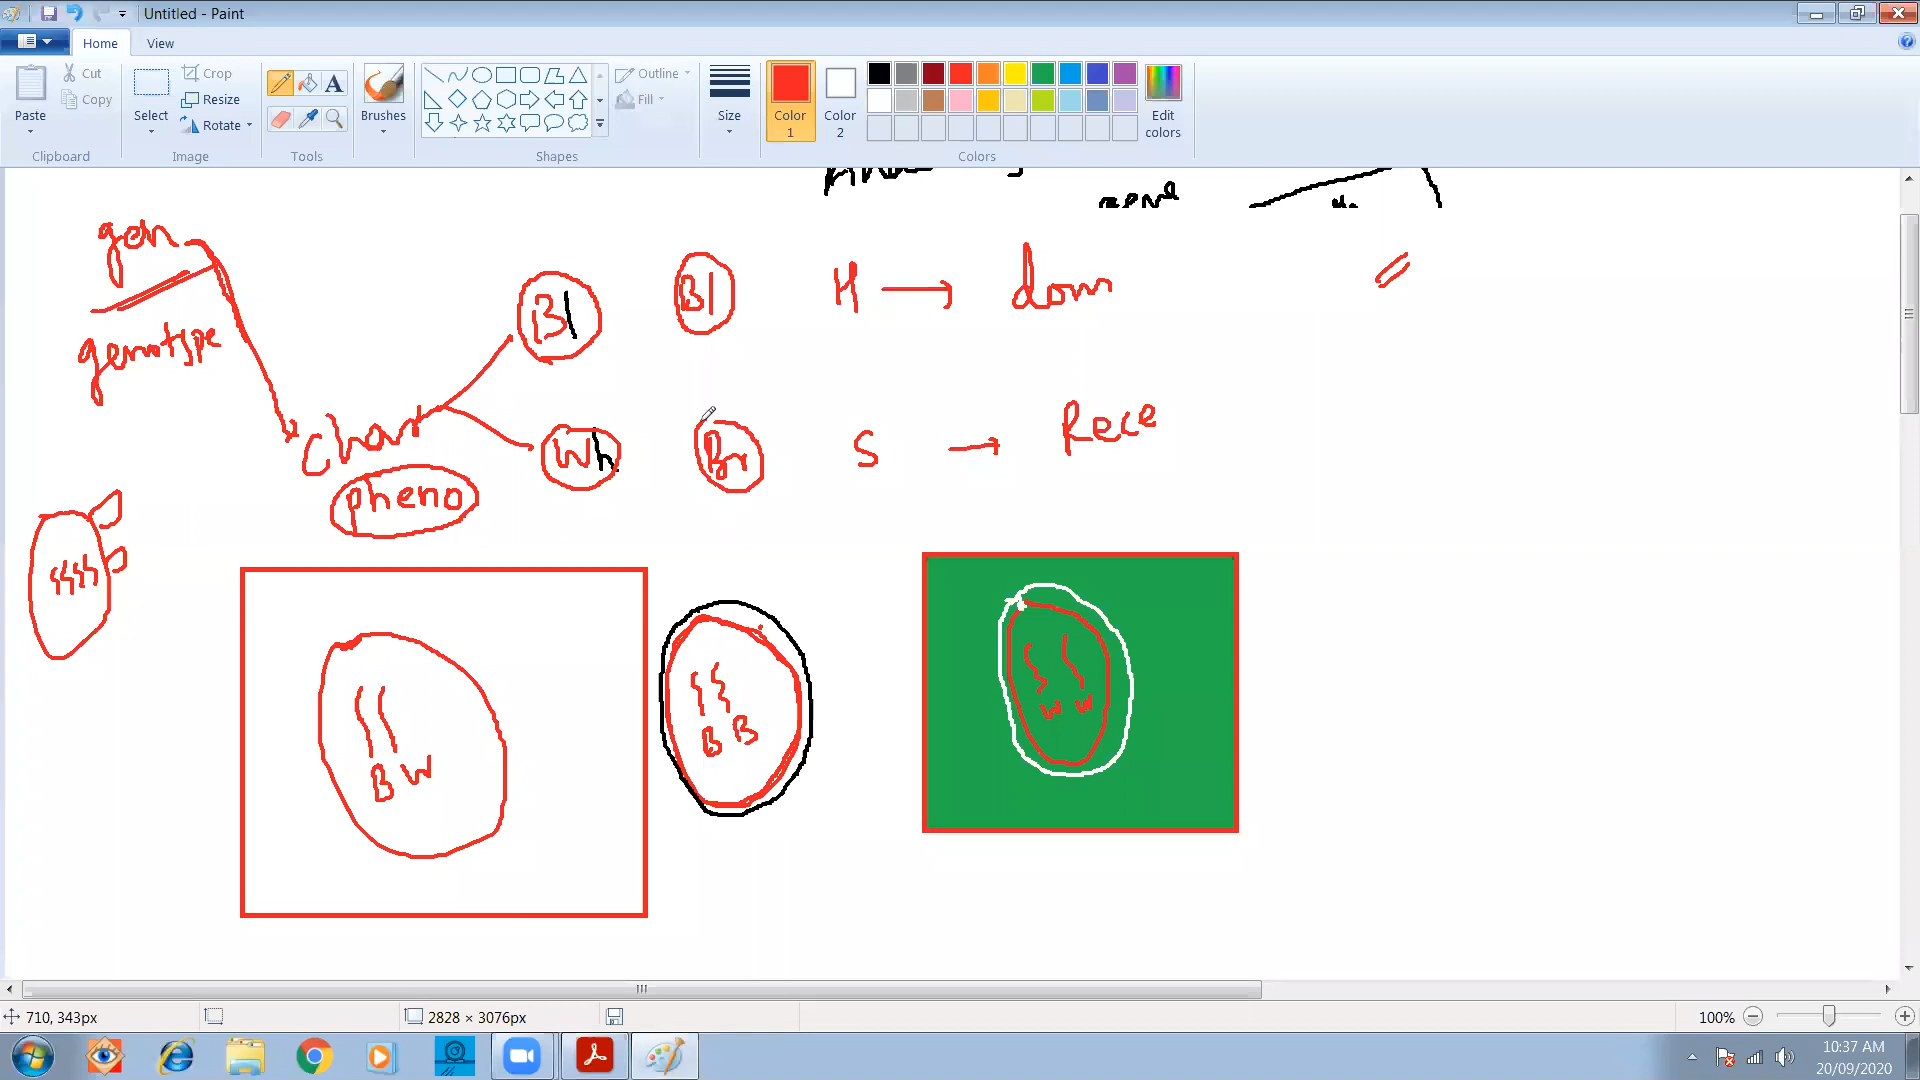 Untitled - Paint
Home View
Paste
Cut
Copy
Clipboard
Select
Crop
Resize
Rotate
Image
Tools
Brushes
Shapes
Outline
Fill
Size
Color 1
Color 2
Edit colors
Colors
gen
genotype
Bl Bl H → dom
Char
Wh Br S → Rece
pheno
B W
B B
W W
710, 343px
2828 × 3076px
100%
10:37 AM
20/09/2020